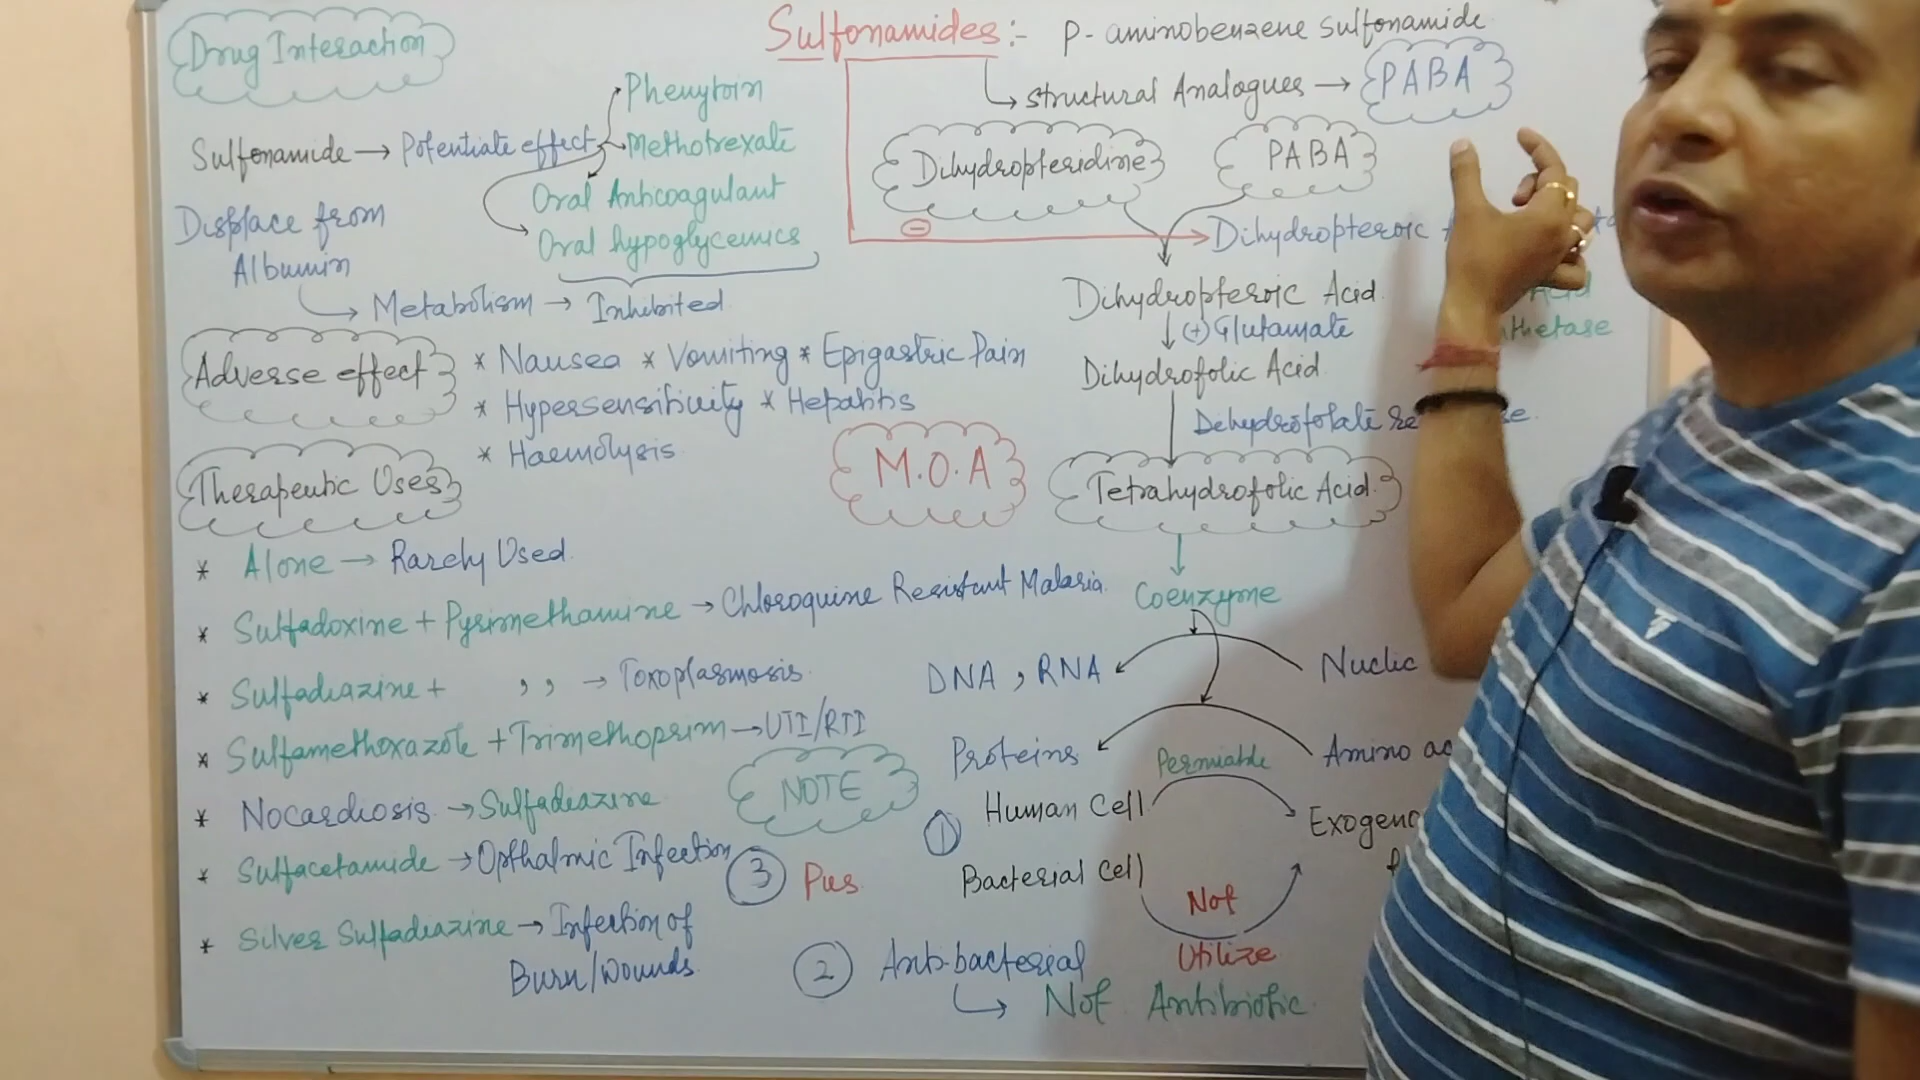 Drug Interaction
Sulfonamide → Potentiate effect
Phenytoin
Methotrexate
Oral Anticoagulant
Oral hypoglycemics
Displace from
Albumin
Metabolism → Inhibited
Adverse effect
* Nausea * Vomiting * Epigastric Pain
* Hypersensitivity * Hepatitis
* Haemolysis
Therapeutic Uses
* Alone → Rarely Used
* Sulfadoxine + Pyrimethamine → Chloroquine Resistant Malaria
* Sulfadiazine + ,, → Toxoplasmosis
* Sulfamethoxazole + Trimethoprim → UTI/RTI
* Nocardiosis → Sulfadiazine
* Sulfacetamide → Opthalmic Infection
* Silver Sulfadiazine → Infection of
Burn/Wounds
Sulfonamides :- P-aminobenzene sulfonamide
structural Analogues → PABA
Dihydropteridine
PABA
⊖
Dihydropteroic
Acid
Dihydropteroic Acid
(+) Glutamate
Dihydrofolic Acid
Dehydrofolate
M.O.A
Tetrahydrofolic Acid
Coenzyme
DNA, RNA
Nuclic
Proteins
Amino
NOTE
① Human Cell
Permiable
Bacterial Cell
Not
Utilize
③ Pus
② Anti-bacterial
→ Not Antibiotic